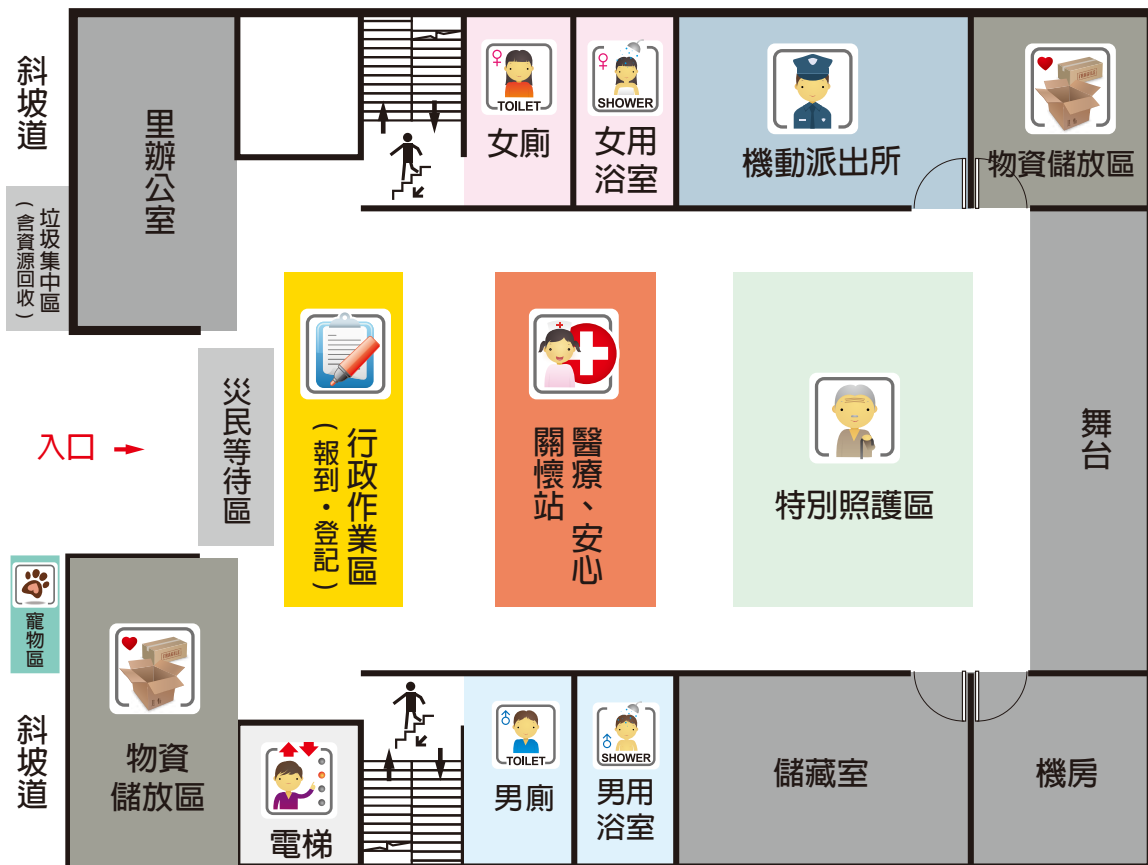 斜坡道
里辦公室
TOILET
女廁
SHOWER
女用
浴室
機動派出所
物資儲放區
垃圾集中區
(含資源回收)
入口
災民等待區
行政作業區
(報到・登記)
醫療、安心
關懷站
特別照護區
舞台
寵物區
斜坡道
物資
儲放區
電梯
TOILET
男廁
SHOWER
男用
浴室
儲藏室
機房